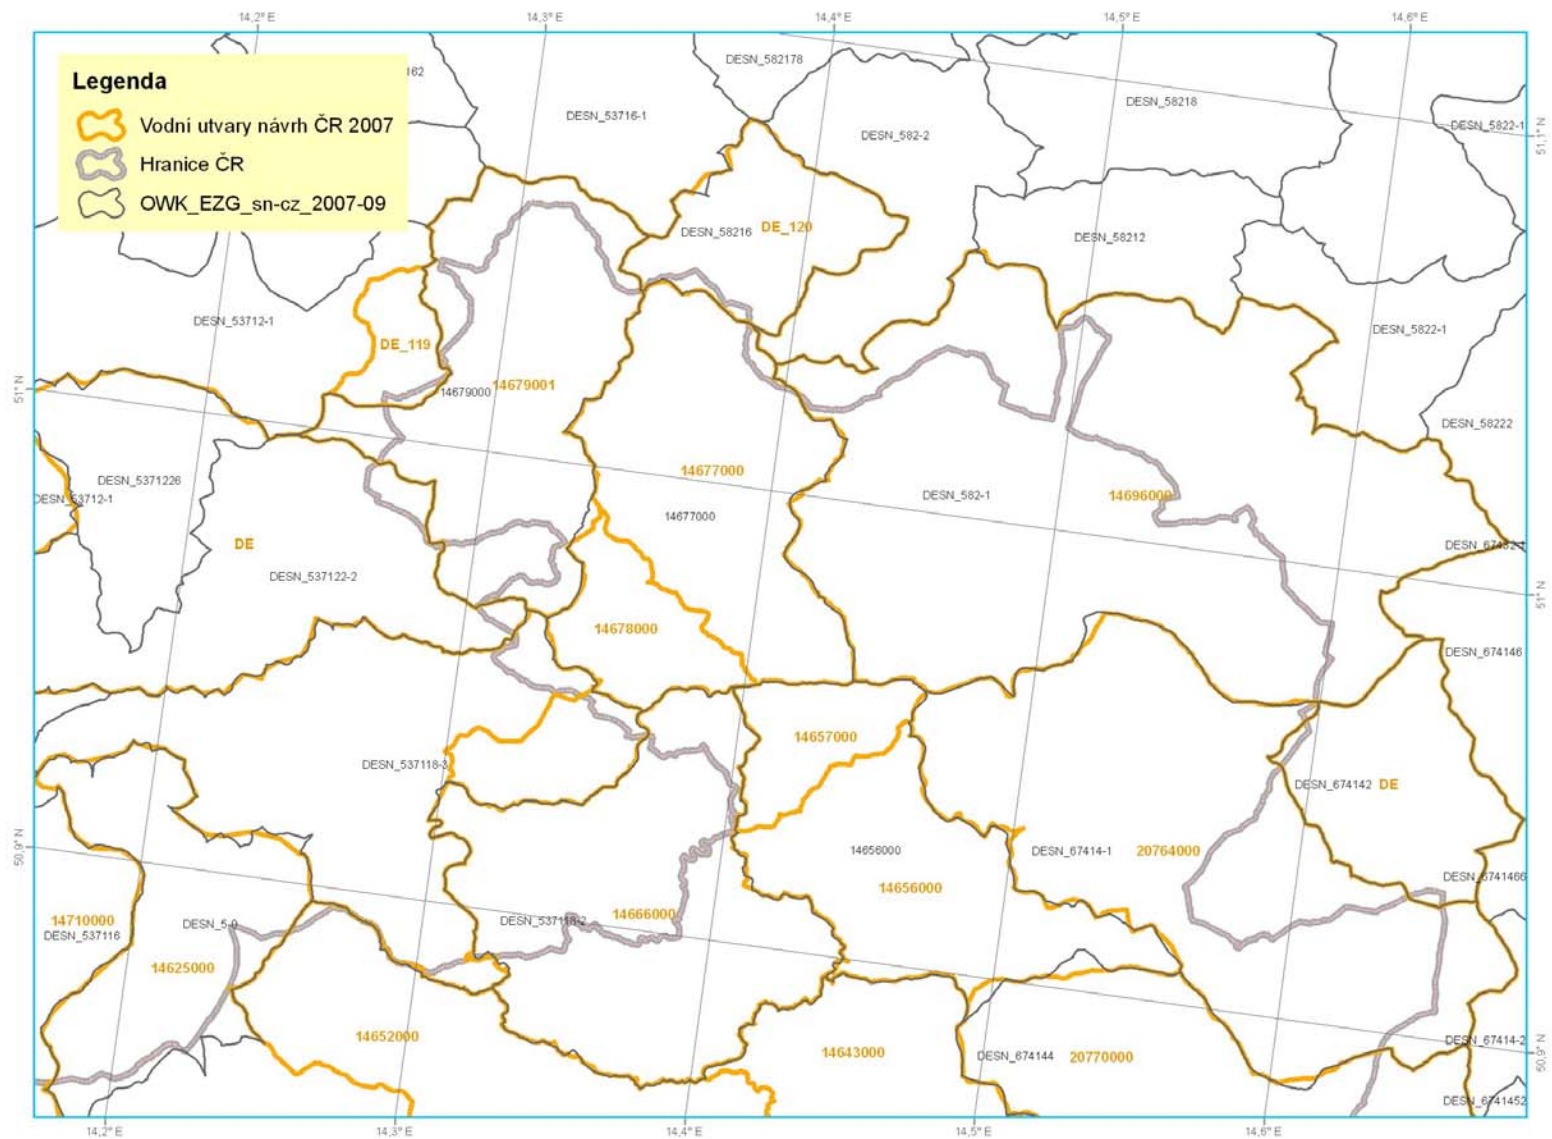 14,2° E
14,3° E
14,4° E
14,5° E
14,6° E
Legenda
Vodní utvary návrh ČR 2007
Hranice ČR
OWK_EZG_sn-cz_2007-09
162
DESN_582178
DESN_53716-1
DESN_58218
DESN_582-2
DESN_5822-1
51,1° N
DESN_58216
DE_120
DESN_58212
DESN_53712-1
DESN_5822-1
DE_119
14679000
14679001
51° N
DESN_58222
14677000
DESN_5371226
DESN_53712-1
DESN_582-1
14696000
14677000
DE
DESN_537122-2
51° N
14678000
DESN_674146
14657000
DESN_537118-3
DESN_674142
DE
50,9° N
14656000
DESN_67414-1
20764000
DESN_6741466
14656000
14710000
DESN_537116
DESN_5-0
DESN_537118-2
14666000
14625000
14652000
14643000
DESN_674144
20770000
DESN_67414-2
50,9° N
DESN_6741452
14,2° E
14,3° E
14,4° E
14,5° E
14,6° E